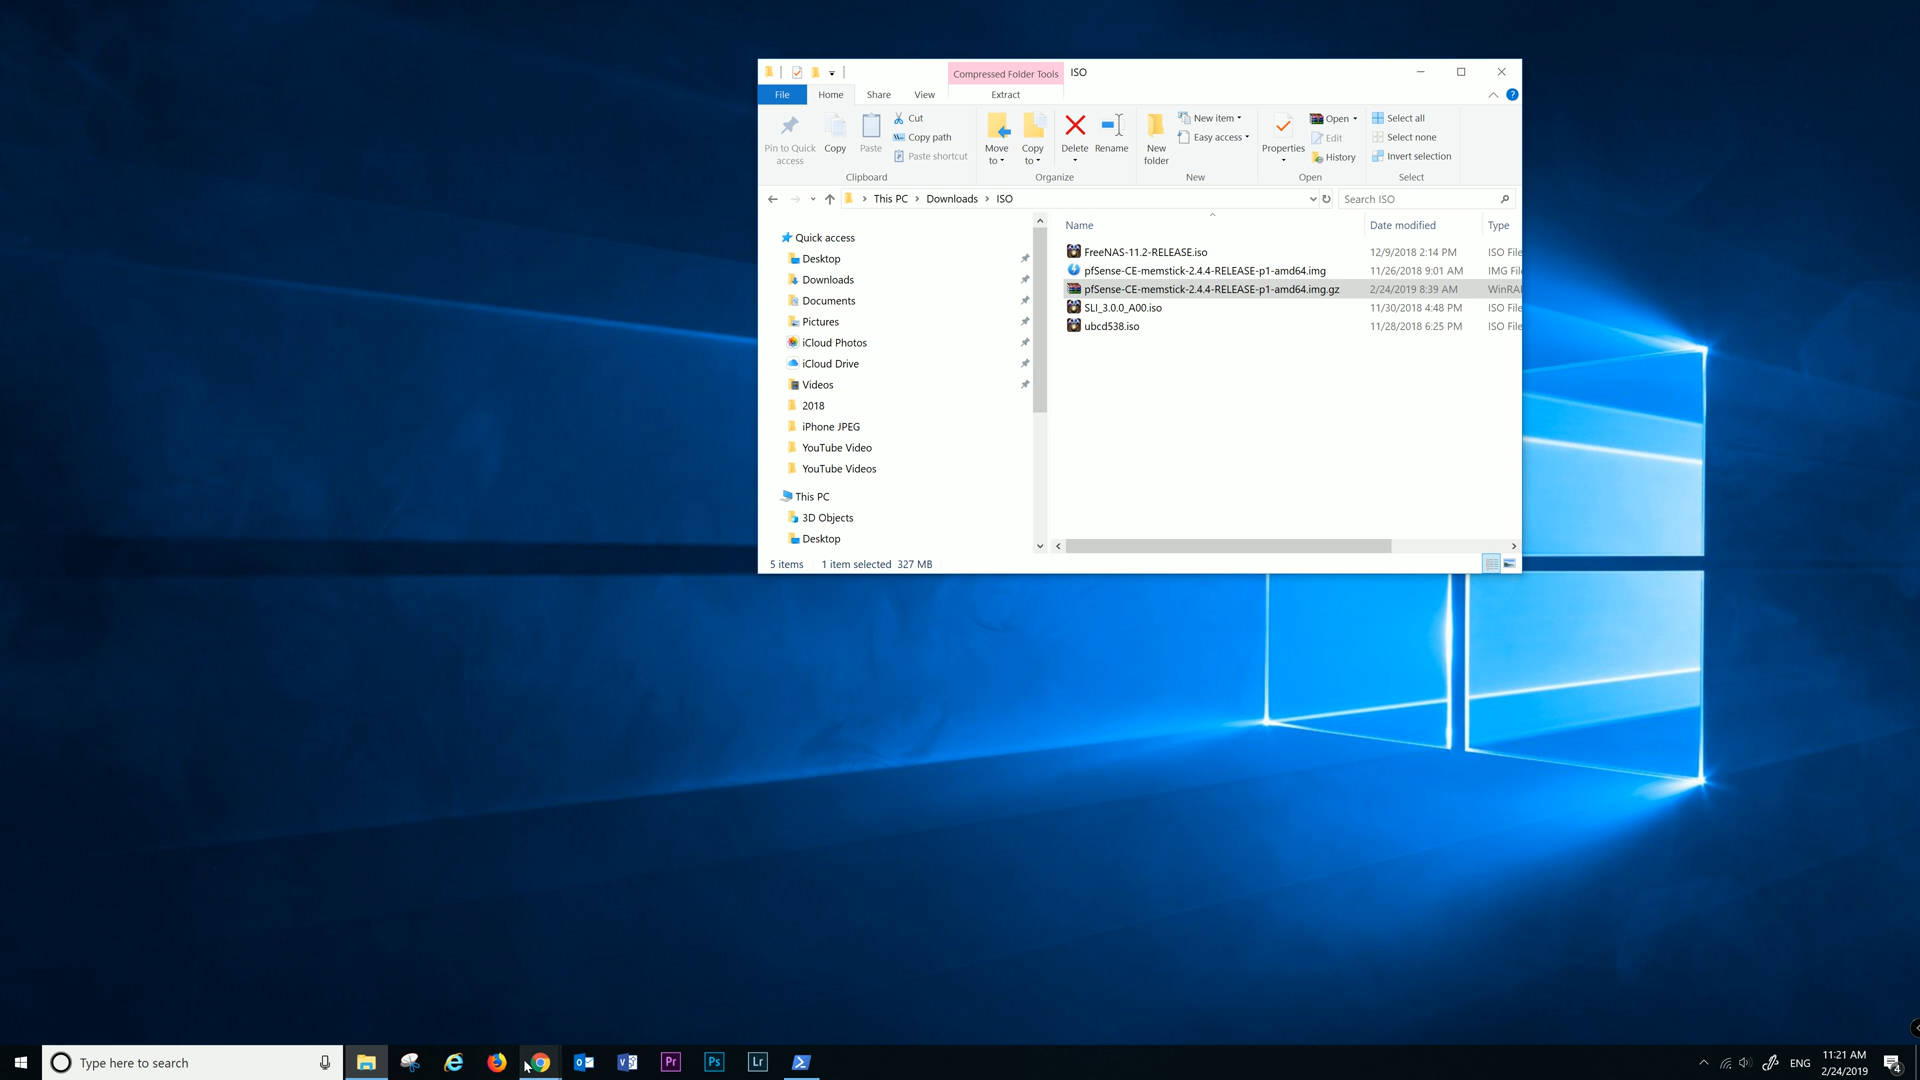 Compressed Folder Tools ISO
File Home Share View Extract
Pin to Quick access
Copy
Paste
Cut
Copy path
Paste shortcut
Clipboard
Move to
Copy to
Delete
Rename
Organize
New folder
New item
Easy access
New
Properties
Open
Edit
History
Open
Select all
Select none
Invert selection
Select
This PC Downloads ISO
Search ISO
Quick access
Desktop
Downloads
Documents
Pictures
iCloud Photos
iCloud Drive
Videos
2018
iPhone JPEG
YouTube Video
YouTube Videos
This PC
3D Objects
Desktop
Name Date modified Type
FreeNAS-11.2-RELEASE.iso 12/9/2018 2:14 PM ISO File
pfSense-CE-memstick-2.4.4-RELEASE-p1-amd64.img 11/26/2018 9:01 AM IMG Fil
pfSense-CE-memstick-2.4.4-RELEASE-p1-amd64.img.gz 2/24/2019 8:39 AM WinRA
SLI_3.0.0_A00.iso 11/30/2018 4:48 PM ISO File
ubcd538.iso 11/28/2018 6:25 PM ISO File
5 items 1 item selected 327 MB
Type here to search
Pr
Ps
Lr
ENG
11:21 AM
2/24/2019
4